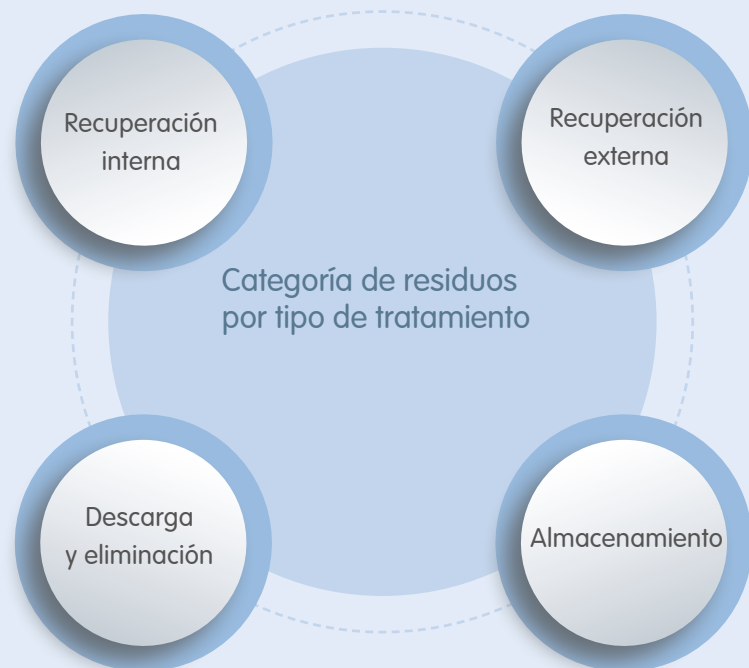 Recuperación
interna
Recuperación
externa
Categoría de residuos
por tipo de tratamiento
Descarga
y eliminación
Almacenamiento